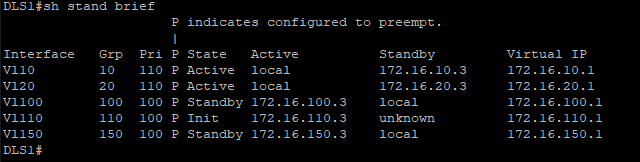 DLS1#sh stand brief
                     P indicates configured to preempt.
                     |
Interface   Grp  Pri P State   Active          Standby         Virtual IP
Vl10        10   110 P Active  local           172.16.10.3     172.16.10.1
Vl20        20   110 P Active  local           172.16.20.3     172.16.20.1
Vl100       100  100 P Standby 172.16.100.3    local           172.16.100.1
Vl110       110  100 P Init    172.16.110.3    unknown         172.16.110.1
Vl150       150  100 P Standby 172.16.150.3    local           172.16.150.1
DLS1#